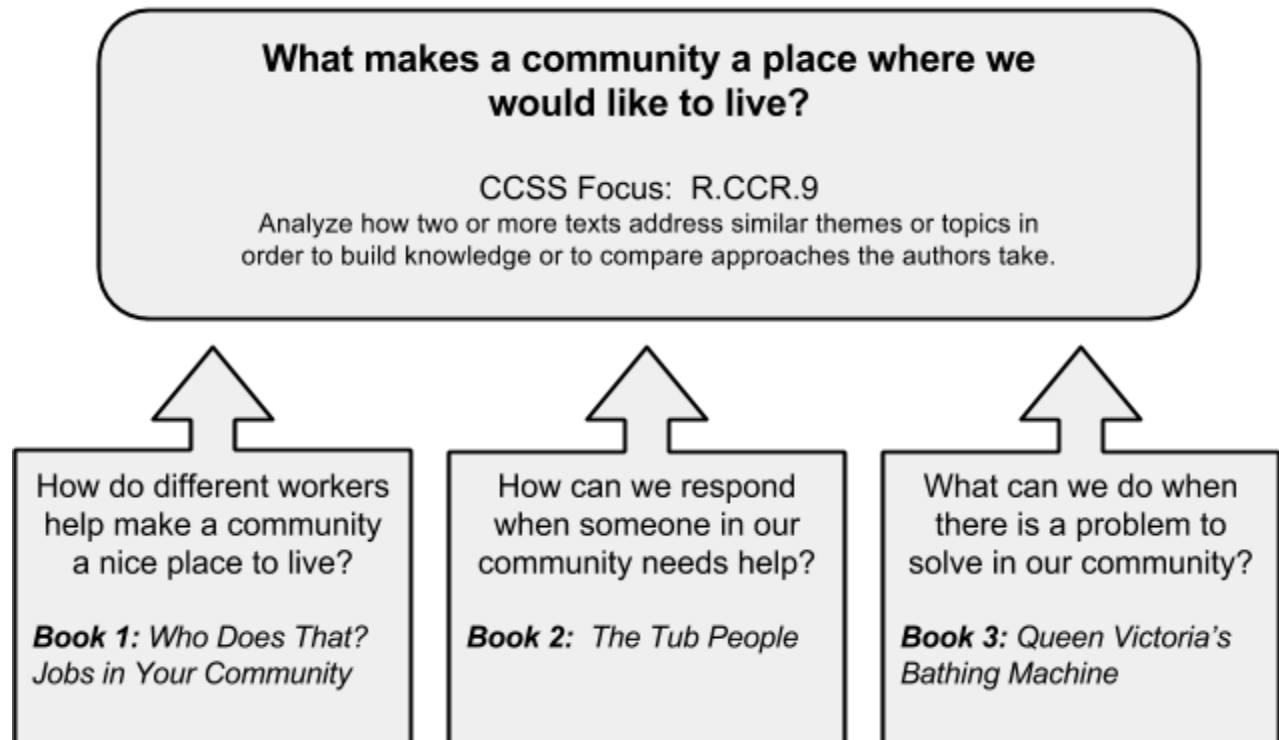 What makes a community a place where we
would like to live?
CCSS Focus:  R.CCR.9
Analyze how two or more texts address similar themes or topics in
order to build knowledge or to compare approaches the authors take.
How do different workers
help make a community
a nice place to live?
Book 1: Who Does That?
Jobs in Your Community
How can we respond
when someone in our
community needs help?
Book 2:  The Tub People
What can we do when
there is a problem to
solve in our community?
Book 3: Queen Victoria's
Bathing Machine